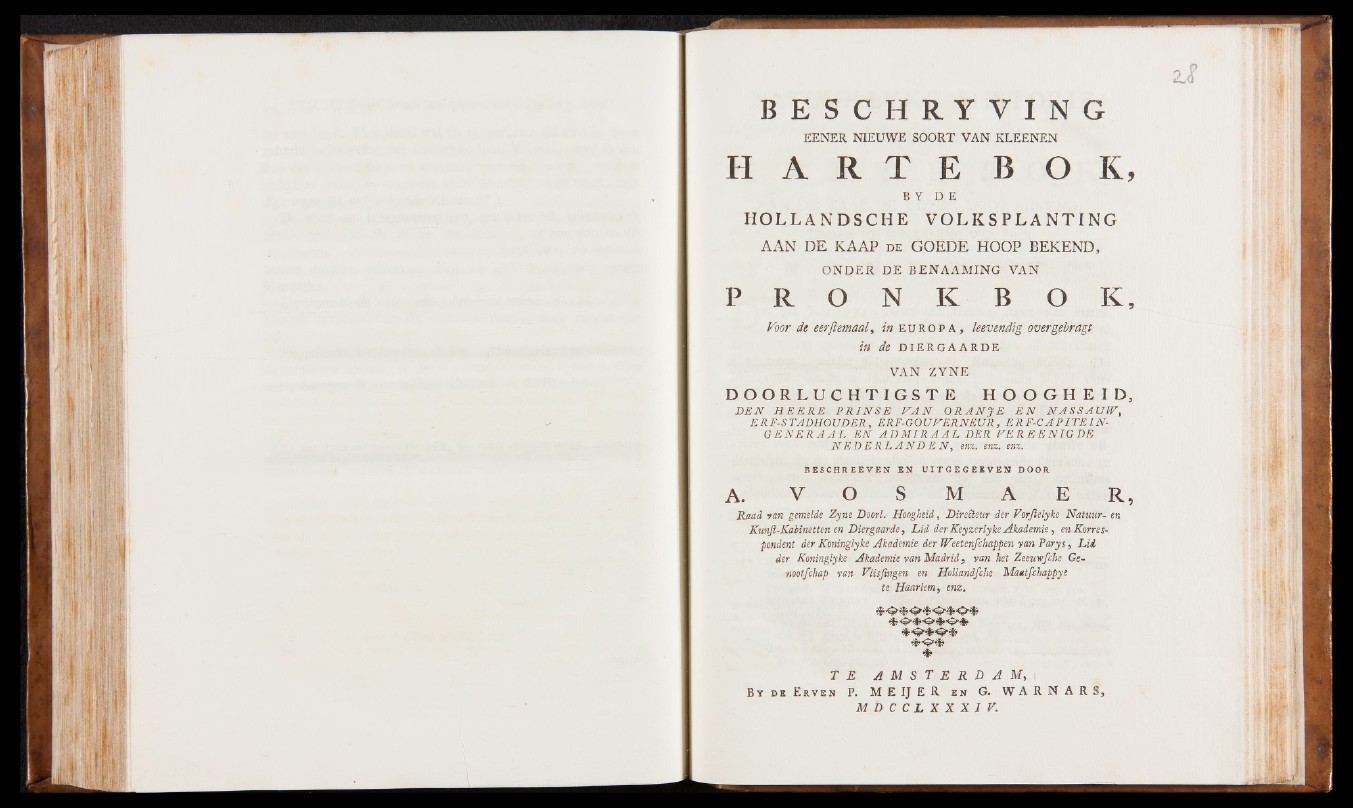 28
BESCHRYVING
EENER NIEUWE SOORT VAN KLEENEN
HARTEBOK,
BY DE
HOLLANDSCHE VOLKSPLANTING
AAN DE KAAP DE GOEDE HOOP BEKEND,
ONDER DE BENAAMING VAN
PRONKBOK,
Voor de eerſtemaal, in EUROPA, leevendig overgebragt
in de DIERGAARDE
VAN ZYNE
DOORLUCHTIGSTE HOOGHEID,
DEN HEERE PRINSE VAN ORANJE EN NASSAUW,
ERF-STADHOUDER, ERF-GOUVERNEUR, ERF-CAPITEIN-
GENERAAL EN ADMIRAAL DER VEREENIGDE
NEDERLANDEN, enz. enz. enz.
BESCHREEVEN EN UITGEGEEVEN DOOR
A. VOSMAER,
Raad van gemelde Zyne Doorl. Hoogheid, Directeur der Vorſtelyke Natuur- en
Kunſt-Kabinetten en Diergaarde, Lid der Keyzerlyke Akademie, en Korres-
pondent der Koninglyke Akademie der Weetenſchappen van Parys, Lid
der Koninglyke Akademie van Madrid, van het Zeeuwſche Ge-
nootſchap van Vlisſingen en Hollandſche Maatſchappye
te Haarlem, enz.
TE AMSTERDAM,
BY DE ERVEN P. MEIJER EN G. WARNARS,
MDCCLXXXIV.